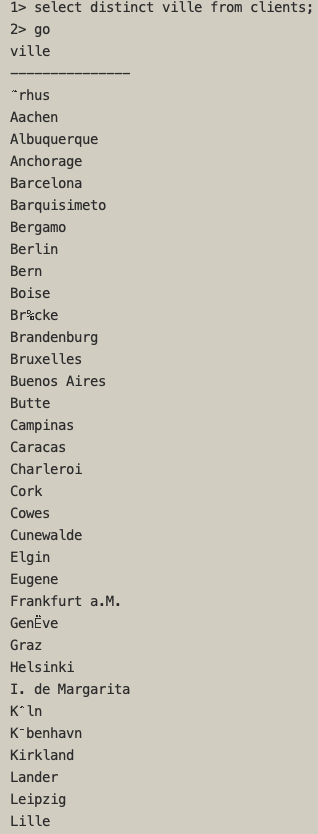 1> select distinct ville from clients;
2> go
ville
———————————————
˜rhus
Aachen
Albuquerque
Anchorage
Barcelona
Barquisimeto
Bergamo
Berlin
Bern
Boise
Br‰cke
Brandenburg
Bruxelles
Buenos Aires
Butte
Campinas
Caracas
Charleroi
Cork
Cowes
Cunewalde
Elgin
Eugene
Frankfurt a.M.
GenËve
Graz
Helsinki
I. de Margarita
Kˆln
K¯benhavn
Kirkland
Lander
Leipzig
Lille